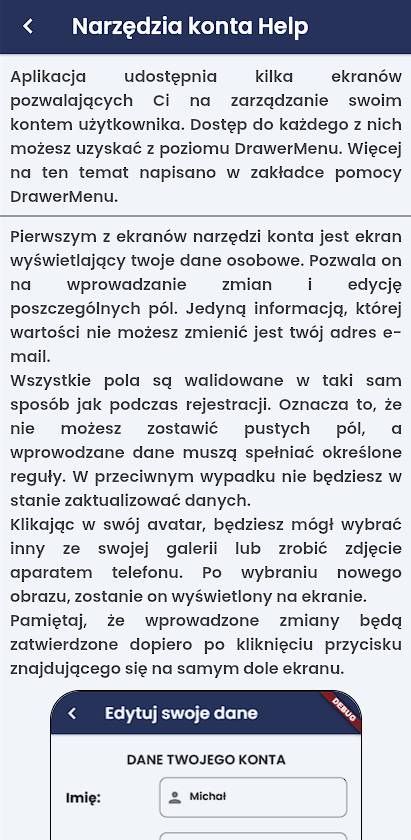 Narzędzia konta Help
Aplikacja udostępnia kilka ekranów
pozwalających Ci na zarządzanie swoim
kontem użytkownika. Dostęp do każdego z nich
możesz uzyskać z poziomu DrawerMenu. Więcej
na ten temat napisano w zakładce pomocy
DrawerMenu.
Pierwszym z ekranów narzędzi konta jest ekran
wyświetlający twoje dane osobowe. Pozwala on
na wprowadzanie zmian i edycję
poszczególnych pól. Jedyną informacją, której
wartości nie możesz zmienić jest twój adres e-
mail.
Wszystkie pola są walidowane w taki sam
sposób jak podczas rejestracji. Oznacza to, że
nie możesz zostawić pustych pól, a
wprowodzane dane muszą spełniać określone
reguły. W przeciwnym wypadku nie będziesz w
stanie zaktualizować danych.
Klikając w swój avatar, będziesz mógł wybrać
inny ze swojej galerii lub zrobić zdjęcie
aparatem telefonu. Po wybraniu nowego
obrazu, zostanie on wyświetlony na ekranie.
Pamiętaj, że wprowadzone zmiany będą
zatwierdzone dopiero po kliknięciu przycisku
znajdującego się na samym dole ekranu.
Edytuj swoje dane
DEBUG
DANE TWOJEGO KONTA
Imię: Michał